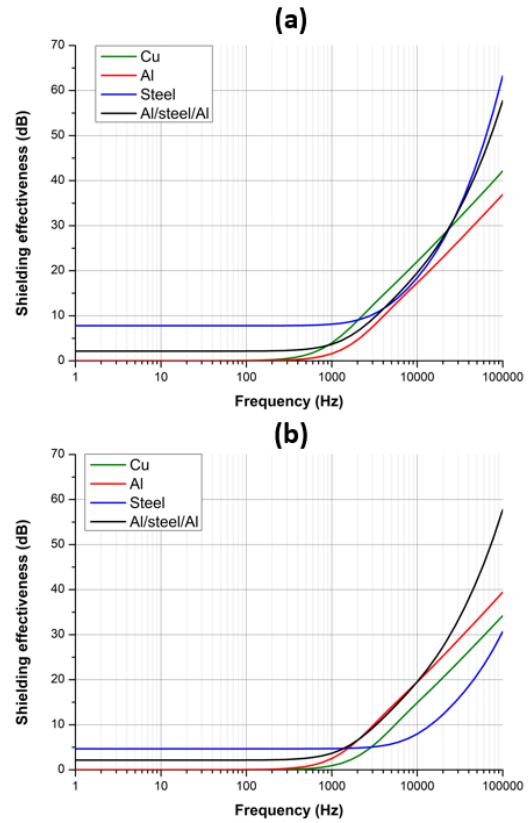 (a)
70
60
50
40
30
20
10
0
Shielding effectiveness (dB)
Cu
Al
Steel
Al/steel/Al
1 10 100 1000 10000 100000
Frequency (Hz)
(b)
70
60
50
40
30
20
10
0
Shielding effectiveness (dB)
Cu
Al
Steel
Al/steel/Al
1 10 100 1000 10000 100000
Frequency (Hz)